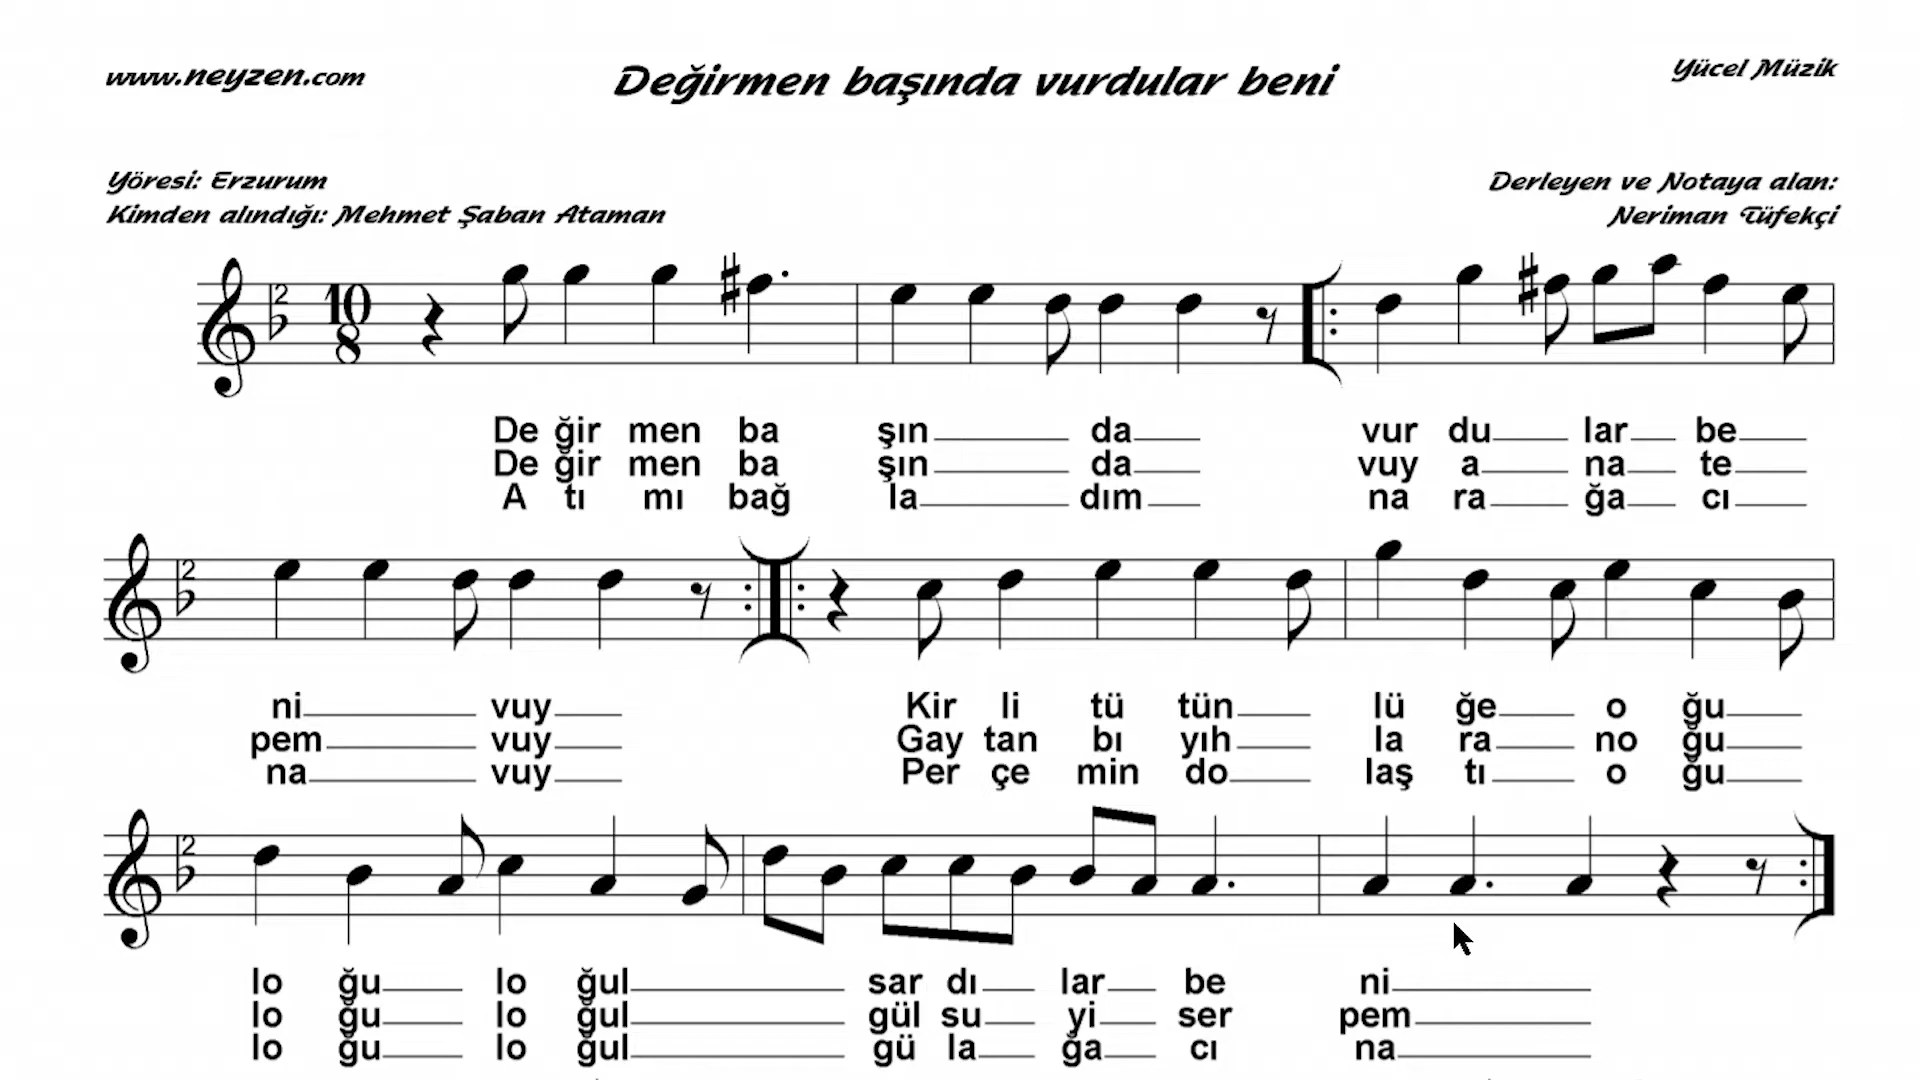 www.neyzen.com
Değirmen başında vurdular beni
Yücel Müzik
Yöresi: Erzurum
Kimden alındığı: Mehmet Şaban Ataman
Derleyen ve Notaya alan:
Neriman Tüfekçi
2 10 8
De ğir men ba şın da vur du lar be
De ğir men ba şın da vuy a na te
A tı mı bağ la dım na ra ğa cı
2
ni vuy Kir li tü tün lü ğe o ğu
pem vuy Gay tan bı yıh la ra no ğu
na vuy Per çe min do laş tı o ğu
2
lo ğu lo ğul sar dı lar be ni
lo ğu lo ğul gül su yi ser pem
lo ğu lo ğul gü la ğa cı na